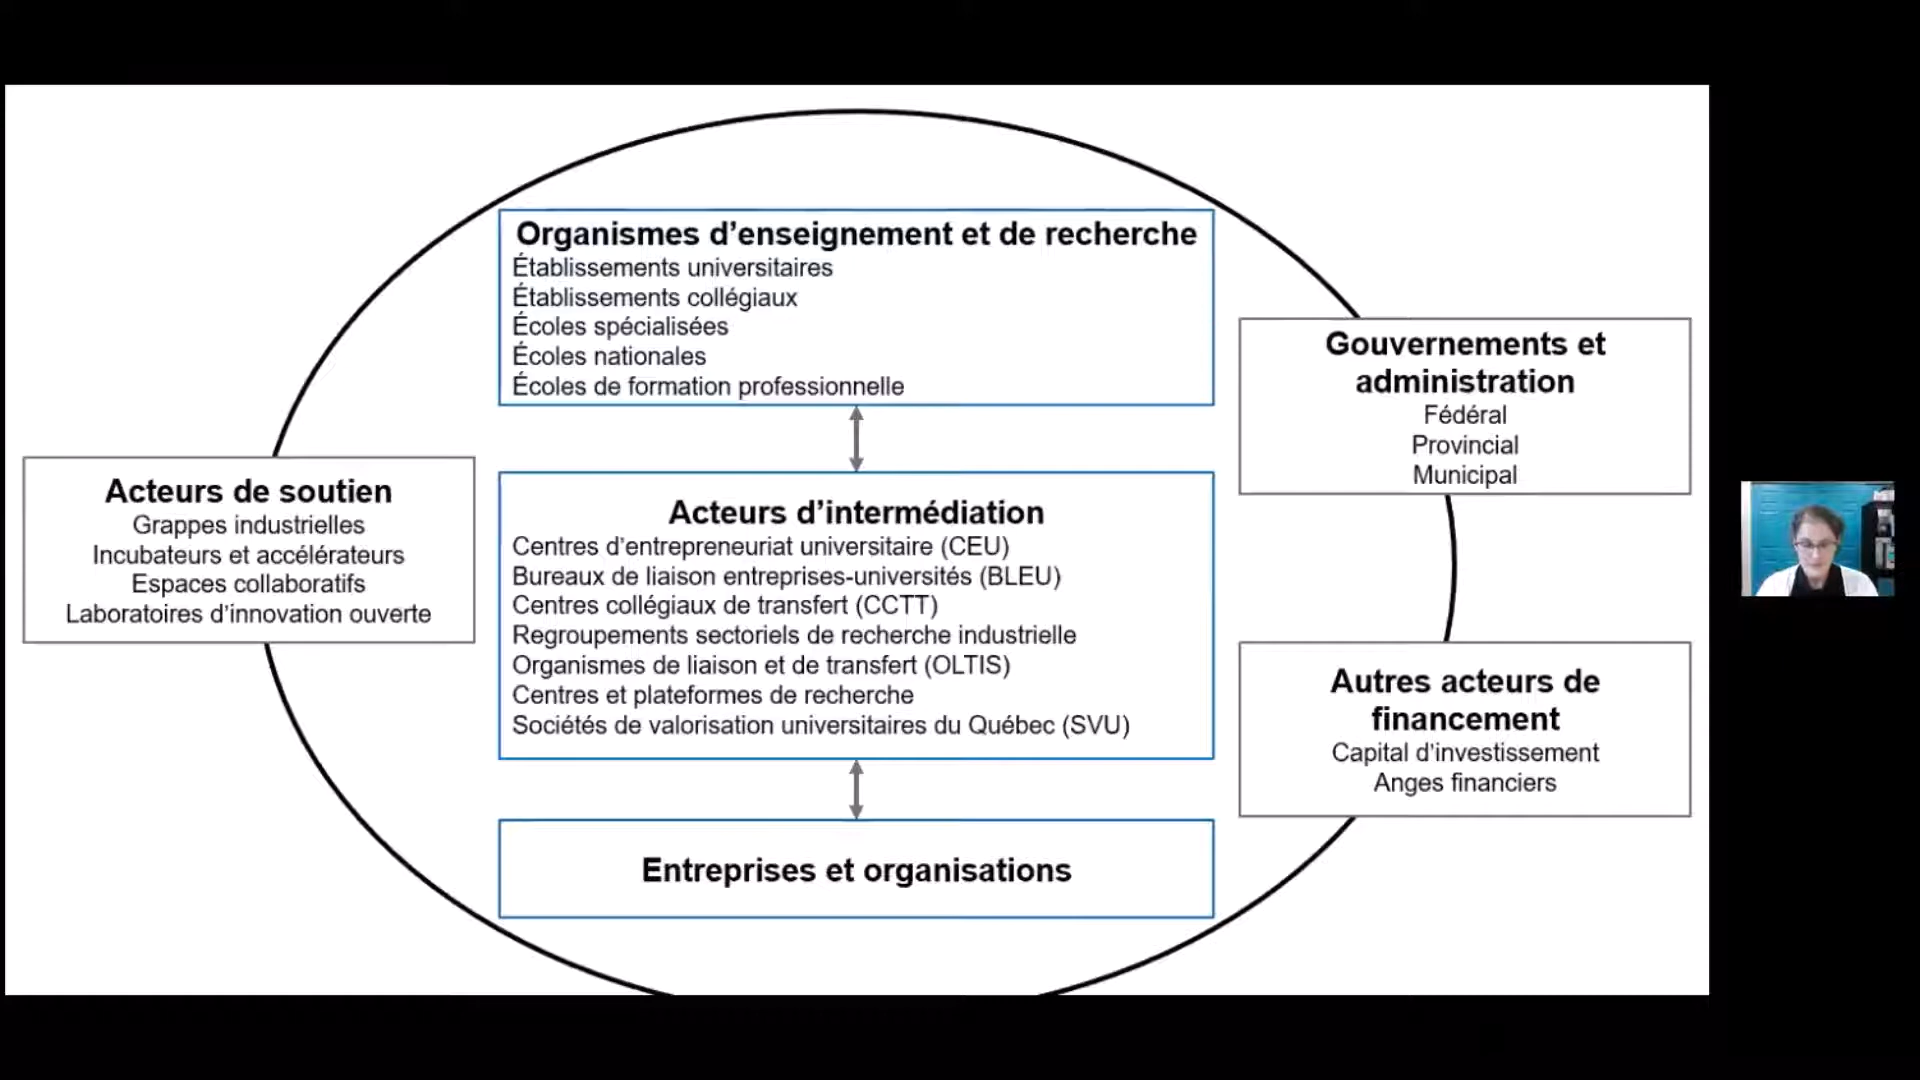 Organismes d’enseignement et de recherche
Établissements universitaires
Établissements collégiaux
Écoles spécialisées
Écoles nationales
Écoles de formation professionnelle
Gouvernements et
administration
Fédéral
Provincial
Municipal
Acteurs de soutien
Grappes industrielles
Incubateurs et accélérateurs
Espaces collaboratifs
Laboratoires d’innovation ouverte
Acteurs d’intermédiation
Centres d’entrepreneuriat universitaire (CEU)
Bureaux de liaison entreprises-universités (BLEU)
Centres collégiaux de transfert (CCTT)
Regroupements sectoriels de recherche industrielle
Organismes de liaison et de transfert (OLTIS)
Centres et plateformes de recherche
Sociétés de valorisation universitaires du Québec (SVU)
Autres acteurs de
financement
Capital d’investissement
Anges financiers
Entreprises et organisations